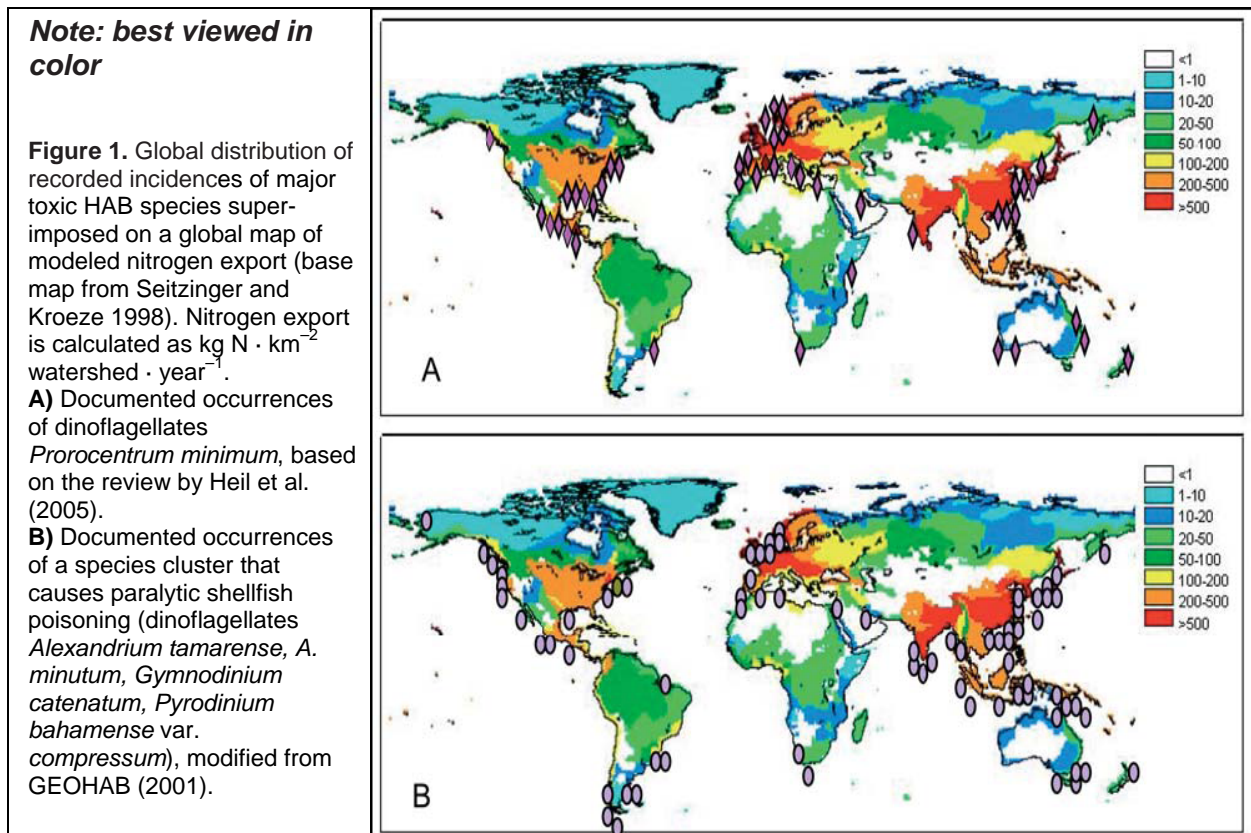 Note: best viewed in
color
Figure 1. Global distribution of
recorded incidences of major
toxic HAB species super-
imposed on a global map of
modeled nitrogen export (base
map from Seitzinger and
Kroeze 1998). Nitrogen export
is calculated as kg N · km⁻²
watershed · year⁻¹.
A) Documented occurrences
of dinoflagellates
Prorocentrum minimum, based
on the review by Heil et al.
(2005).
B) Documented occurrences
of a species cluster that
causes paralytic shellfish
poisoning (dinoflagellates
Alexandrium tamarense, A.
minutum, Gymnodinium
catenatum, Pyrodinium
bahamense var.
compressum), modified from
GEOHAB (2001).
<1
1-10
10-20
20-50
50-100
100-200
200-500
>500
A
<1
1-10
10-20
20-50
50-100
100-200
200-500
>500
B